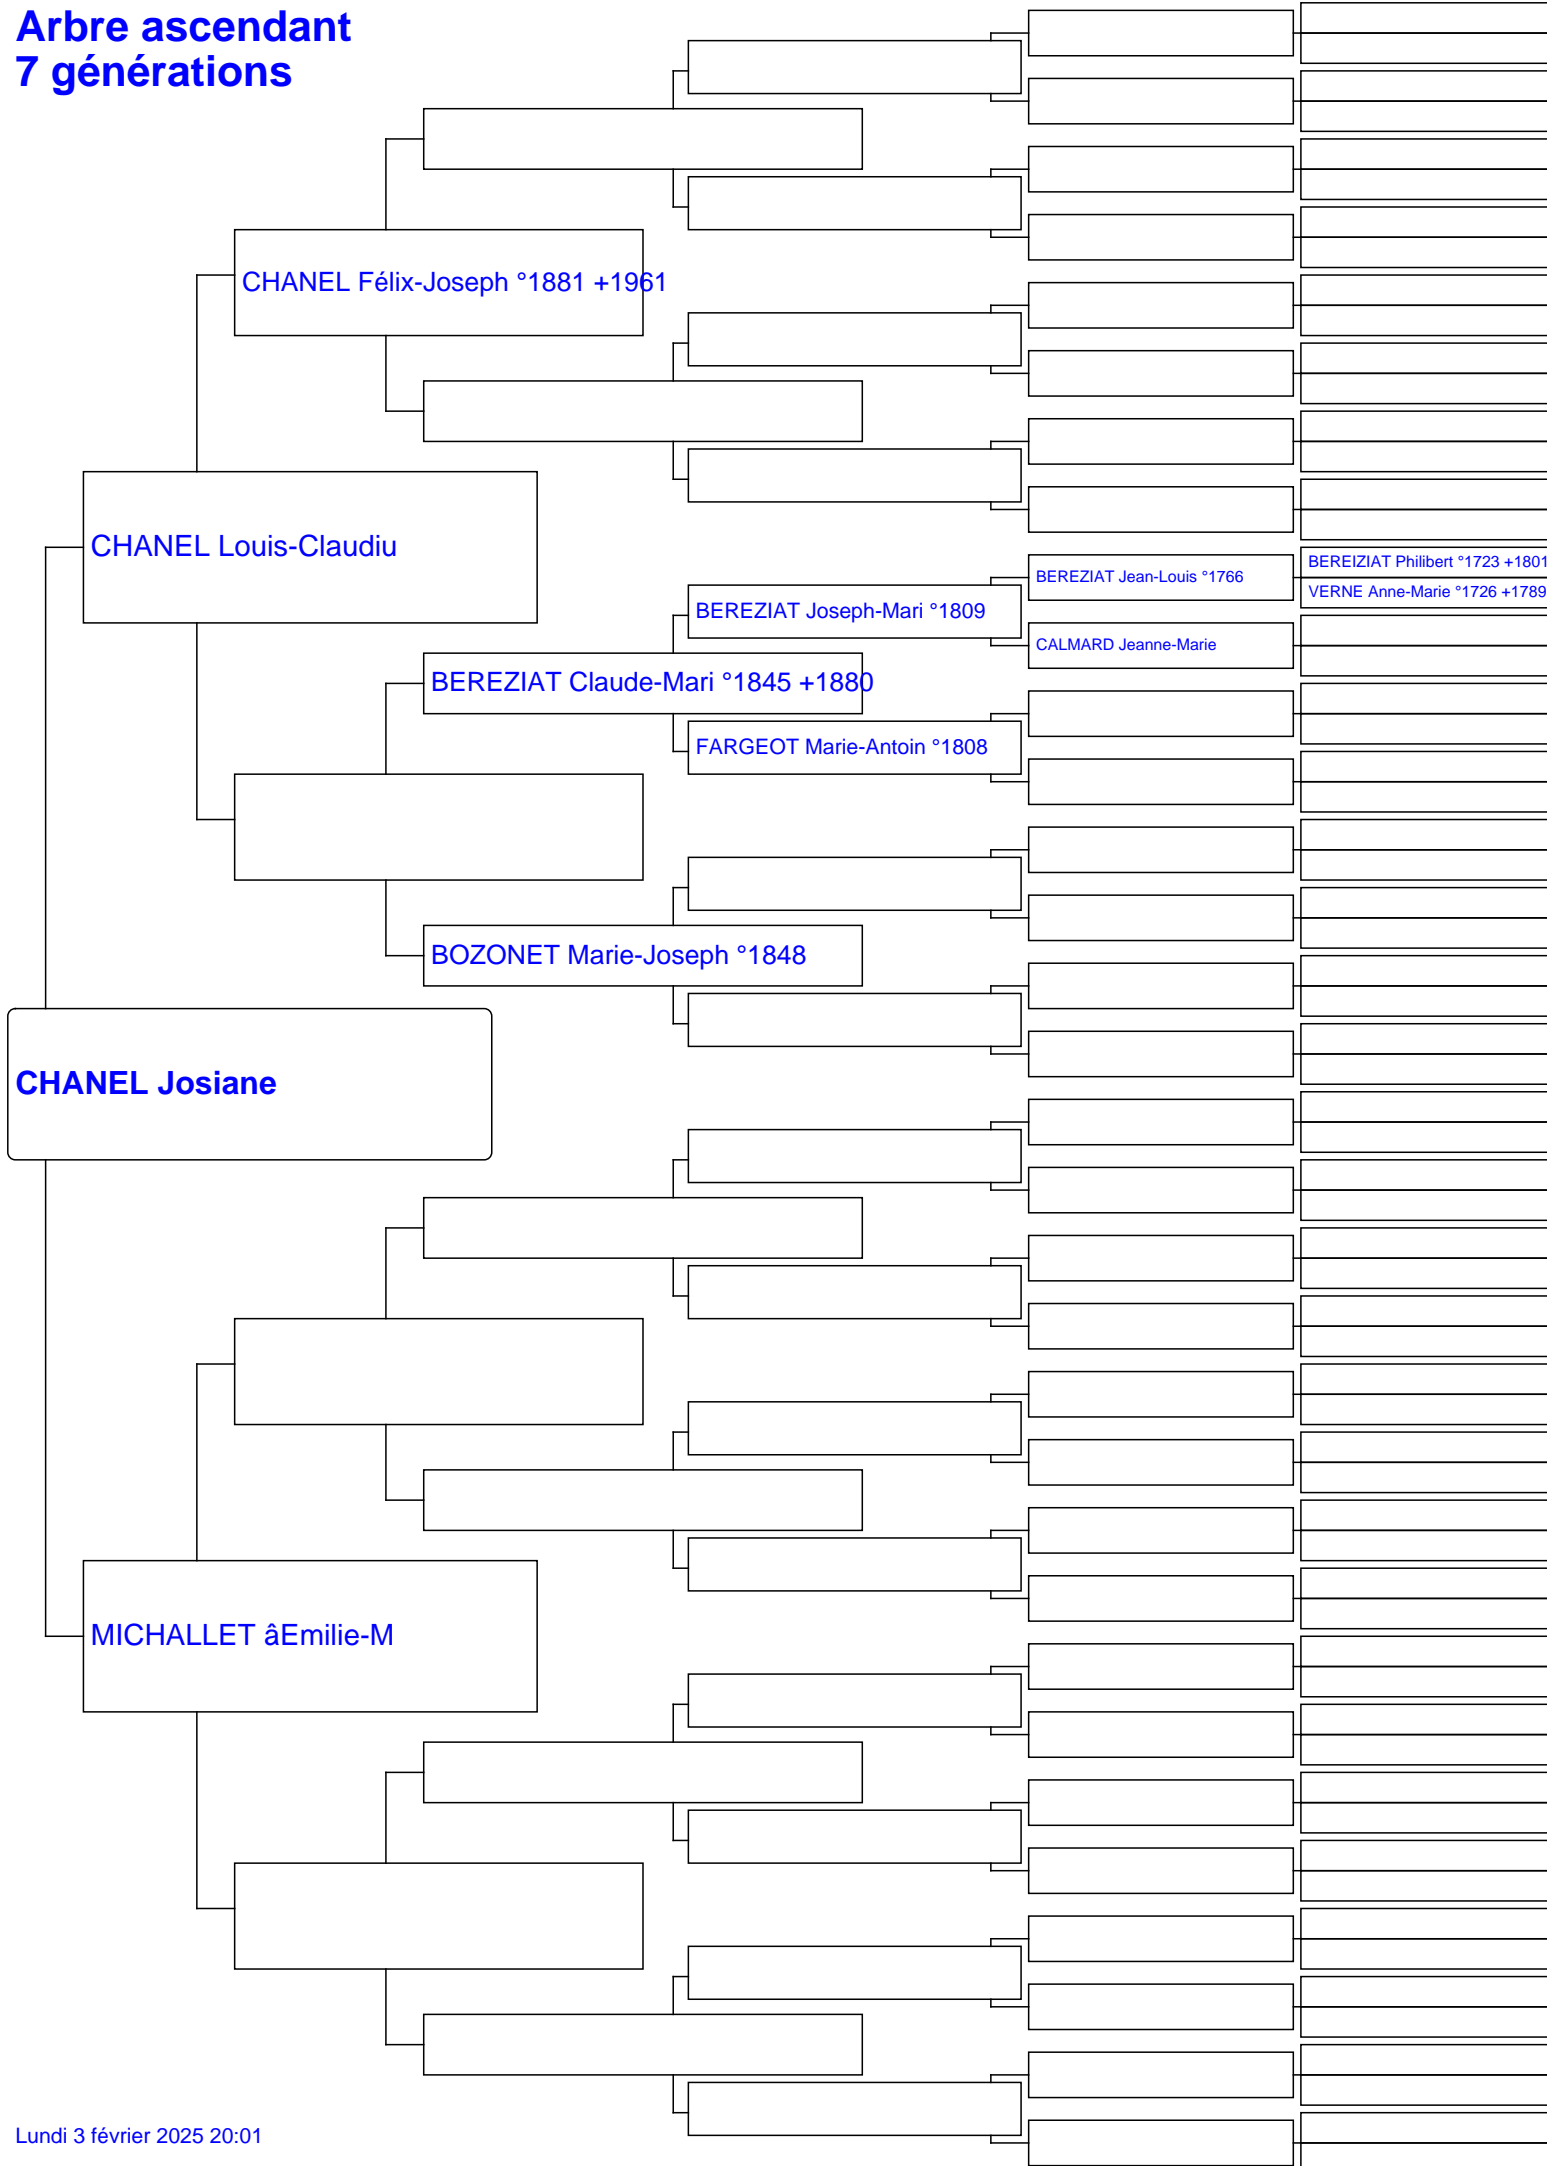 Arbre ascendant
7 générations
CHANEL Félix-Joseph °1881 +1961
CHANEL Louis-Claudiu
BEREIZIAT Philibert °1723 +1801
BEREZIAT Jean-Louis °1766
VERNE Anne-Marie °1726 +1789
BEREZIAT Joseph-Mari °1809
CALMARD Jeanne-Marie
BEREZIAT Claude-Mari °1845 +1880
FARGEOT Marie-Antoin °1808
BOZONET Marie-Joseph °1848
CHANEL Josiane
MICHALLET âEmilie-M
Lundi 3 février 2025 20:01